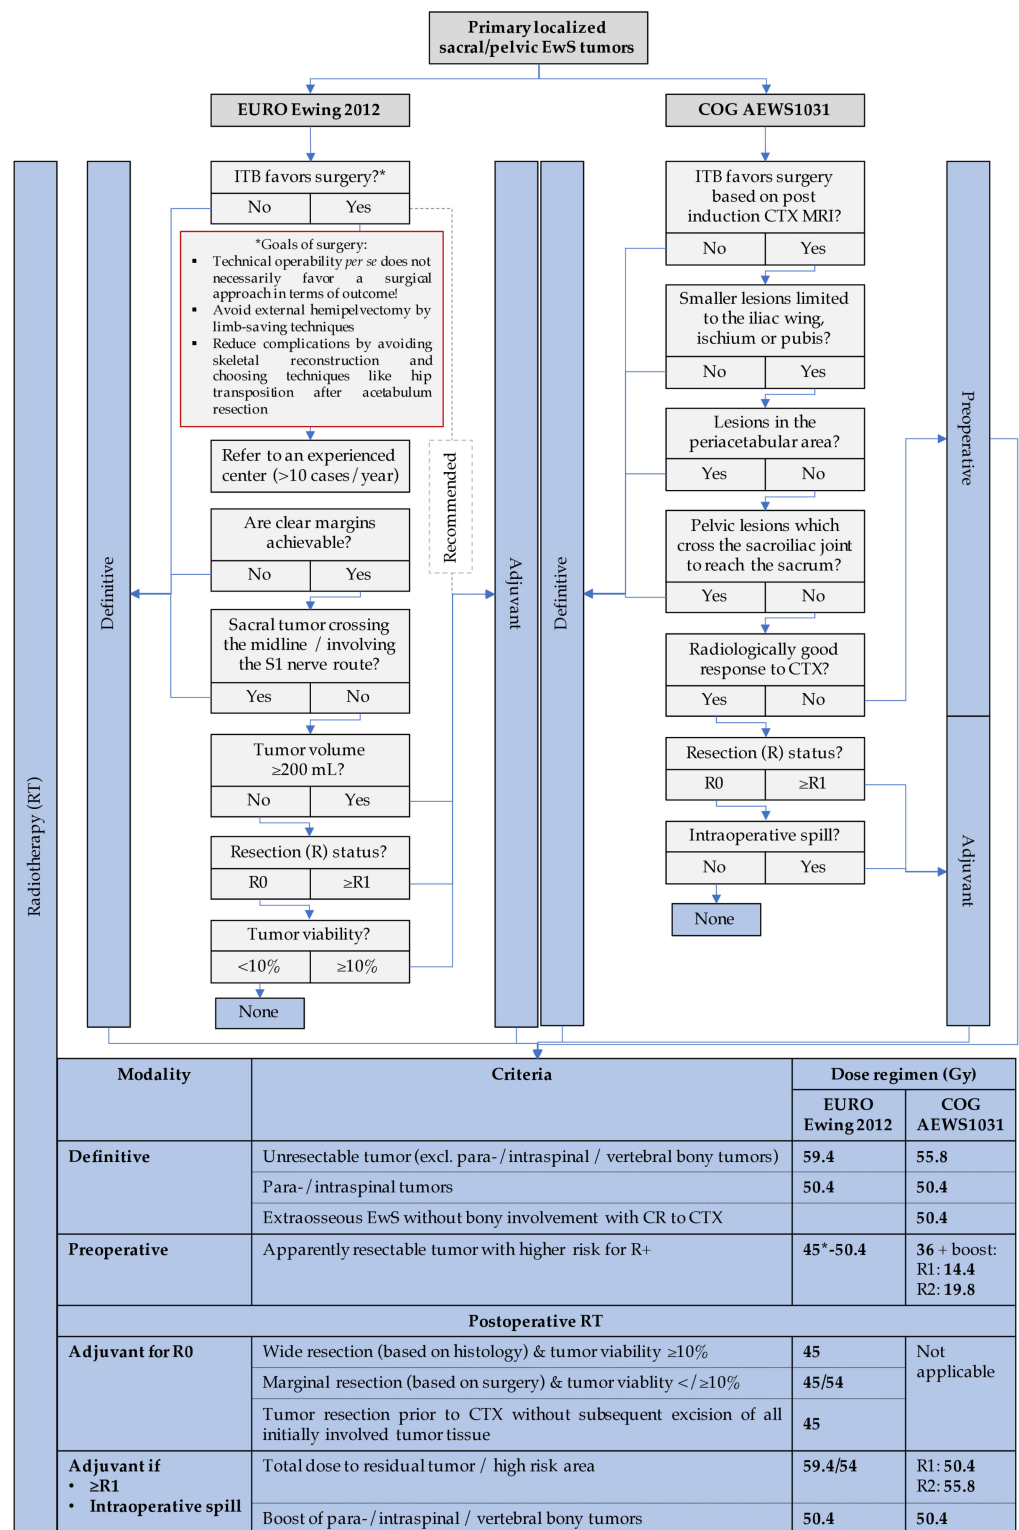 Primary localized
sacral/pelvic EwS tumors
EURO Ewing 2012
COG AEWS1031
Radiotherapy (RT)
Definitive
ITB favors surgery?*
No
Yes
*Goals of surgery:
▪ Technical operability per se does not
necessarily favor a surgical
approach in terms of outcome!
▪ Avoid external hemipelvectomy by
limb-saving techniques
▪ Reduce complications by avoiding
skeletal reconstruction and
choosing techniques like hip
transposition after acetabulum
resection
Refer to an experienced
center (>10 cases/year)
Recommended
Are clear margins
achievable?
No
Yes
Sacral tumor crossing
the midline / involving
the S1 nerve route?
Yes
No
Tumor volume
≥200 mL?
No
Yes
Resection (R) status?
R0
≥R1
Tumor viability?
<10%
≥10%
None
Adjuvant
Definitive
ITB favors surgery
based on post
induction CTX MRI?
No
Yes
Smaller lesions limited
to the iliac wing,
ischium or pubis?
No
Yes
Lesions in the
periacetabular area?
Yes
No
Pelvic lesions which
cross the sacroiliac joint
to reach the sacrum?
Yes
No
Radiologically good
response to CTX?
Yes
No
Resection (R) status?
R0
≥R1
Intraoperative spill?
No
Yes
None
Preoperative
Adjuvant
Modality
Criteria
Dose regimen (Gy)
EURO
Ewing 2012
COG
AEWS1031
Definitive
Unresectable tumor (excl. para-/intraspinal / vertebral bony tumors)
59.4
55.8
Para-/intraspinal tumors
50.4
50.4
Extraosseous EwS without bony involvement with CR to CTX
50.4
Preoperative
Apparently resectable tumor with higher risk for R+
45*-50.4
36 + boost:
R1: 14.4
R2: 19.8
Postoperative RT
Adjuvant for R0
Wide resection (based on histology) & tumor viability ≥10%
45
Not
applicable
Marginal resection (based on surgery) & tumor viablity </≥10%
45/54
Tumor resection prior to CTX without subsequent excision of all
initially involved tumor tissue
45
Adjuvant if
• ≥R1
• Intraoperative spill
Total dose to residual tumor / high risk area
59.4/54
R1: 50.4
R2: 55.8
Boost of para-/intraspinal / vertebral bony tumors
50.4
50.4